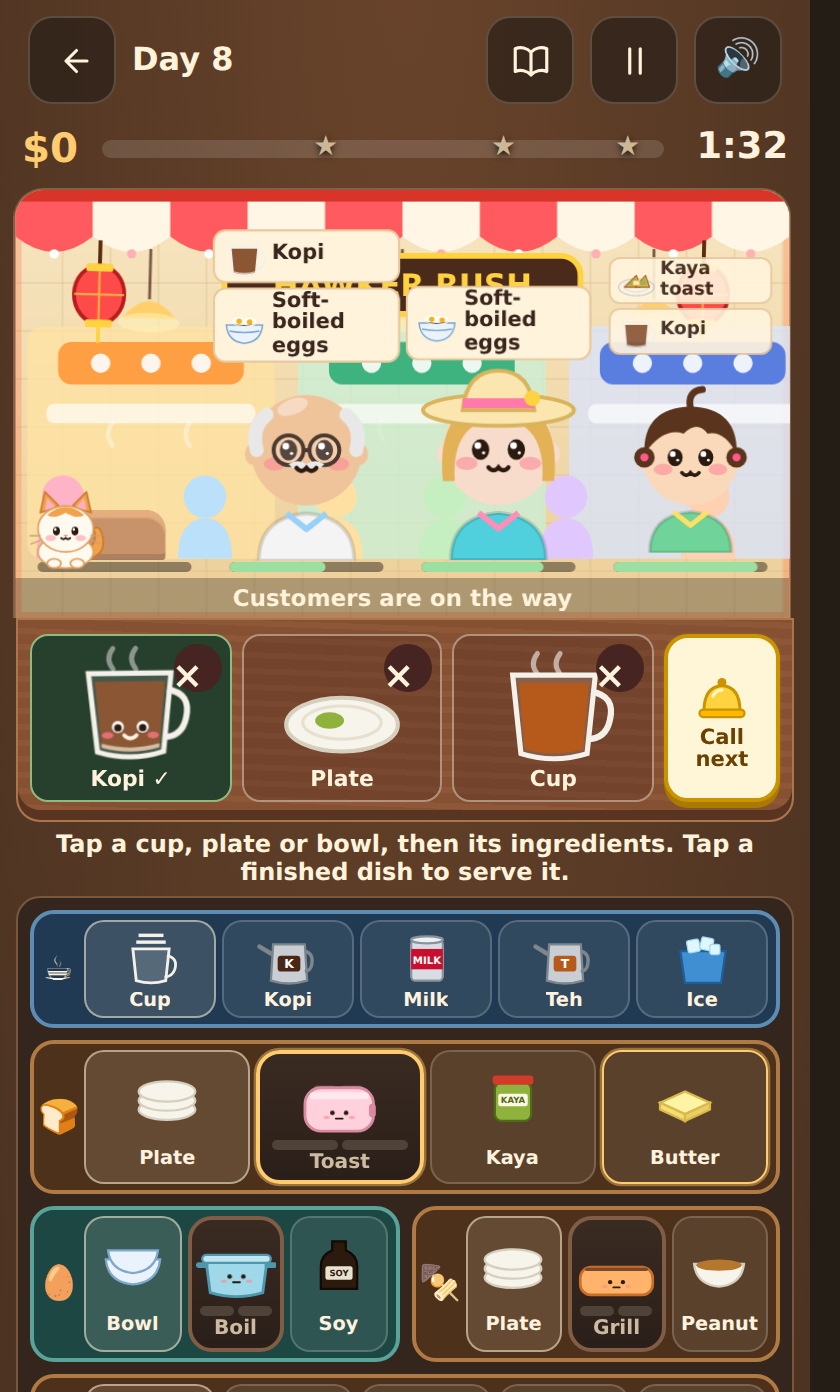 Day 8
$0
★
★
★
1:32
HAWKER RUSH
Kopi
Soft-
boiled
eggs
Soft-
boiled
eggs
Kaya
toast
Kopi
Customers are on the way
Kopi ✓
Plate
Cup
Call
next
Tap a cup, plate or bowl, then its ingredients. Tap a
finished dish to serve it.
Cup
K
Kopi
MILK
Milk
T
Teh
Ice
Plate
Toast
KAYA
Kaya
Butter
Bowl
Boil
SOY
Soy
Plate
Grill
Peanut